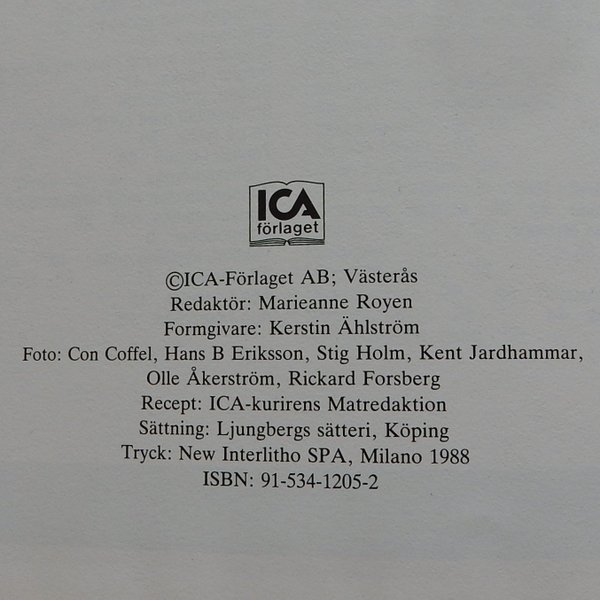 ICA
förlaget
©ICA-Förlaget AB; Västerås
Redaktör: Marieanne Royen
Formgivare: Kerstin Ählström
Foto: Con Coffel, Hans B Eriksson, Stig Holm, Kent Jardhammar,
Olle Åkerström, Rickard Forsberg
Recept: ICA-kurirens Matredaktion
Sättning: Ljungbergs sätteri, Köping
Tryck: New Interlitho SPA, Milano 1988
ISBN: 91-534-1205-2